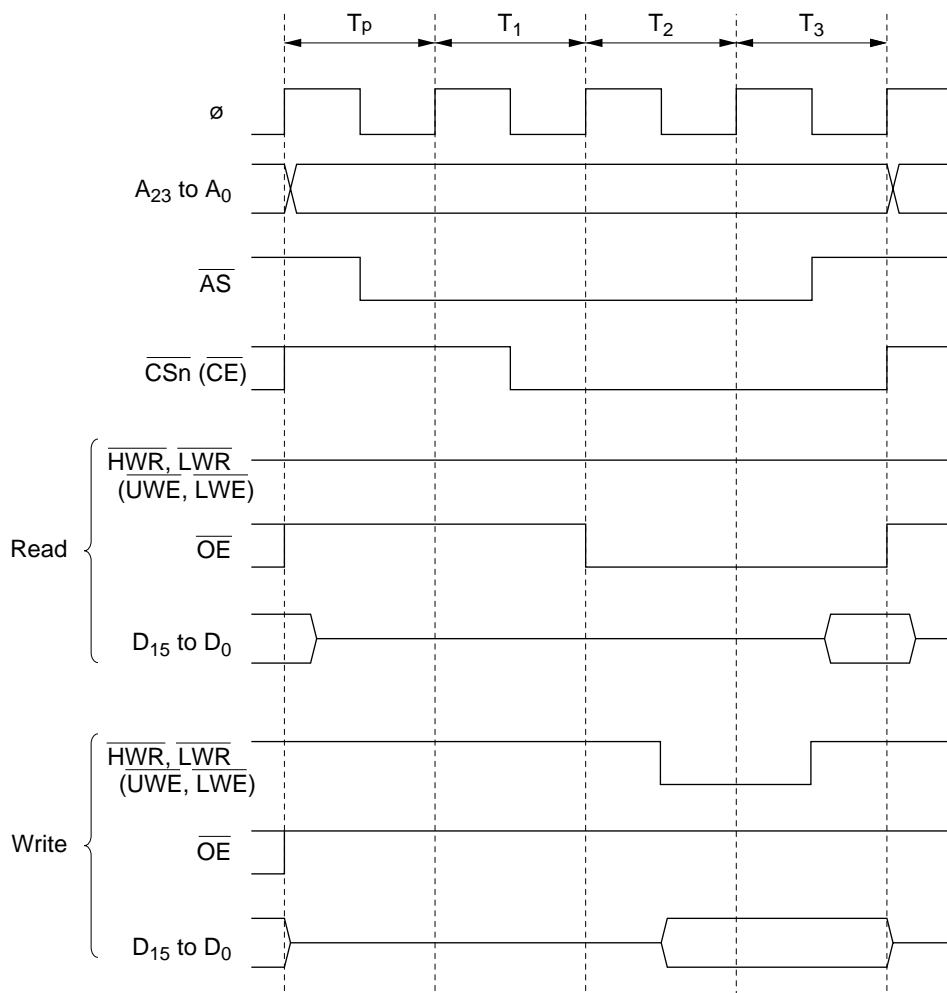 Tp T1 T2 T3
ø
A23 to A0
AS
CSn (CE)
HWR, LWR
(UWE, LWE)
Read
OE
D15 to D0
HWR, LWR
(UWE, LWE)
Write
OE
D15 to D0